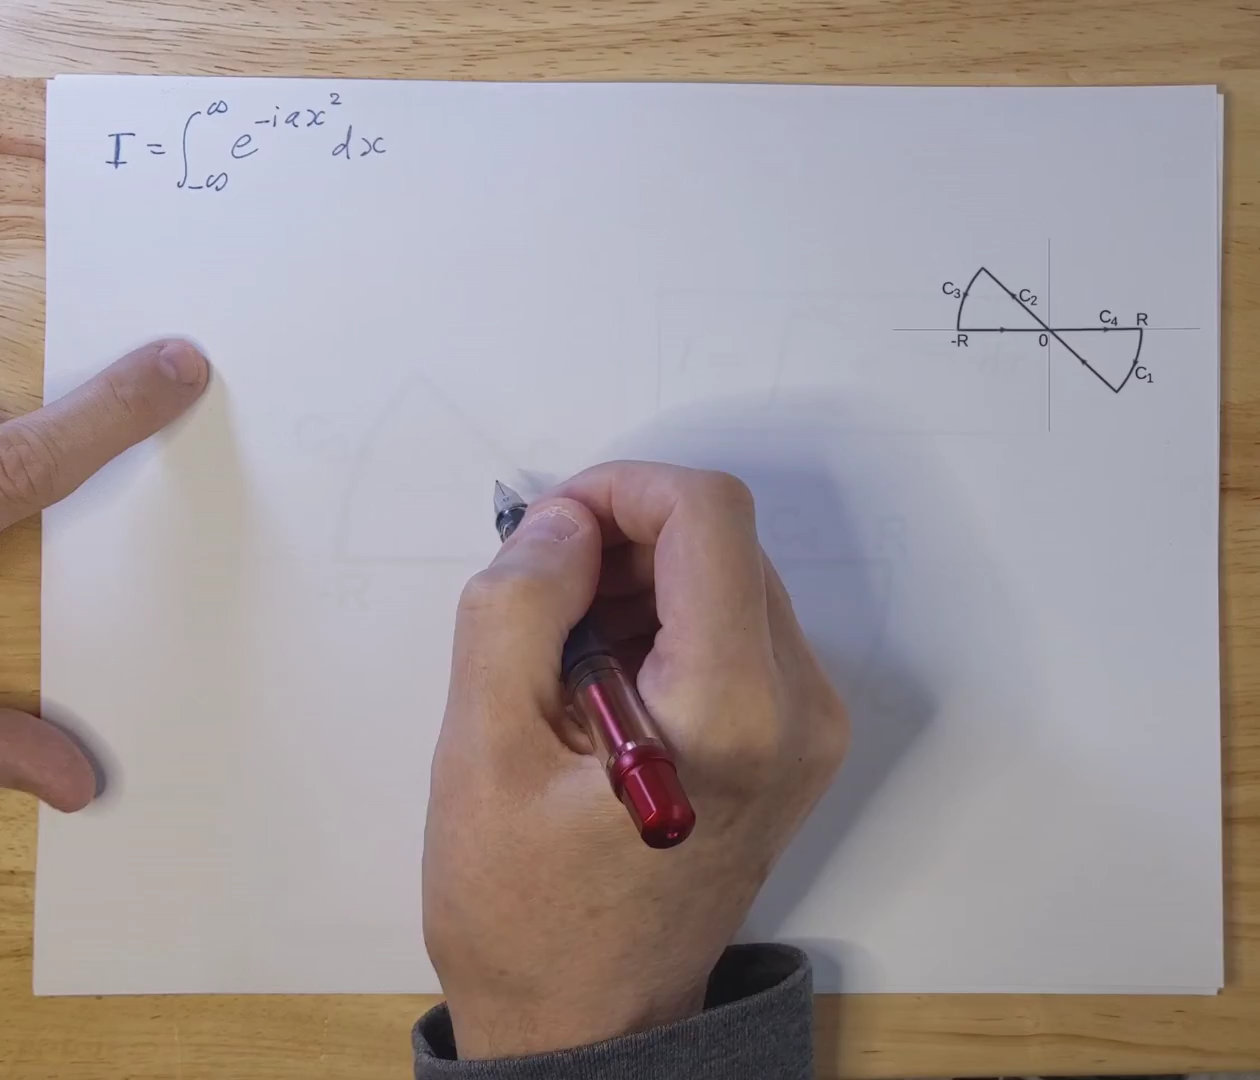 I = ∫_{-∞}^{∞} e^{-iax²} dx
C₃ C₂
C₄ R
-R 0
C₁